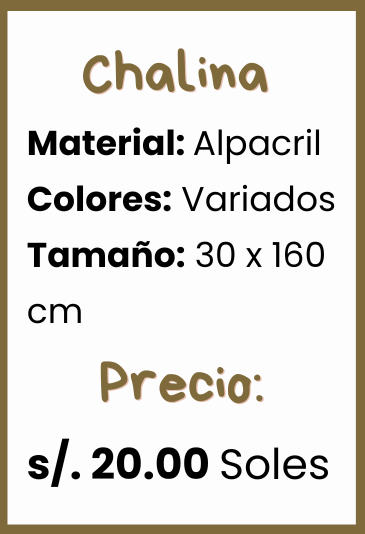 Chalina
Material: Alpacril
Colores: Variados
Tamaño: 30 x 160
cm
Precio:
s/. 20.00 Soles